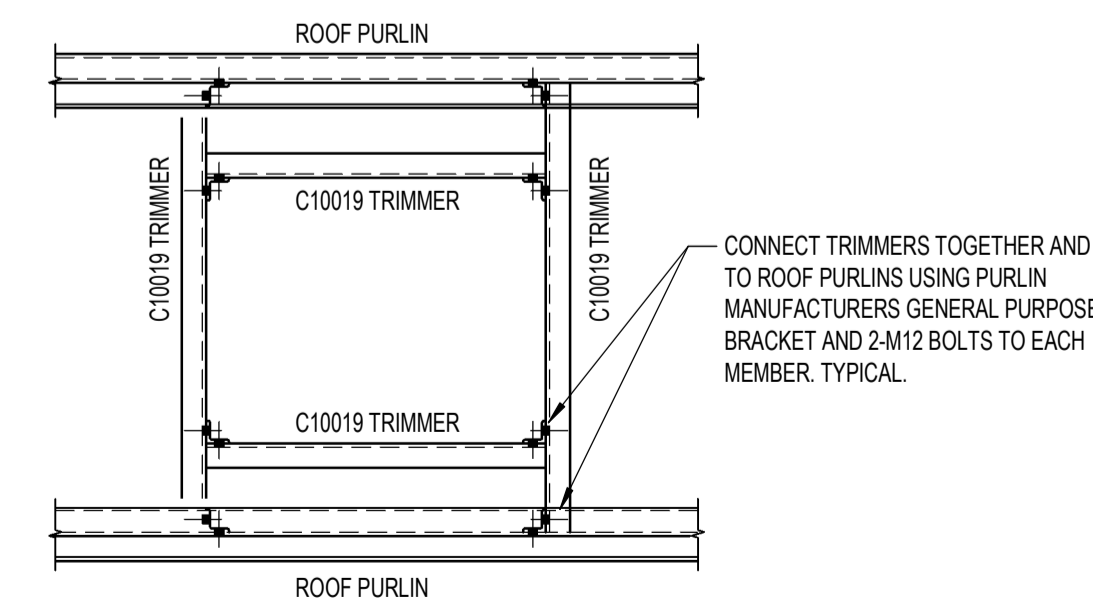 ROOF PURLIN
C10019 TRIMMER
C10019 TRIMMER
C10019 TRIMMER
CONNECT TRIMMERS TOGETHER AND
TO ROOF PURLINS USING PURLIN
MANUFACTURERS GENERAL PURPOSE
BRACKET AND 2-M12 BOLTS TO EACH
MEMBER. TYPICAL.
C10019 TRIMMER
ROOF PURLIN